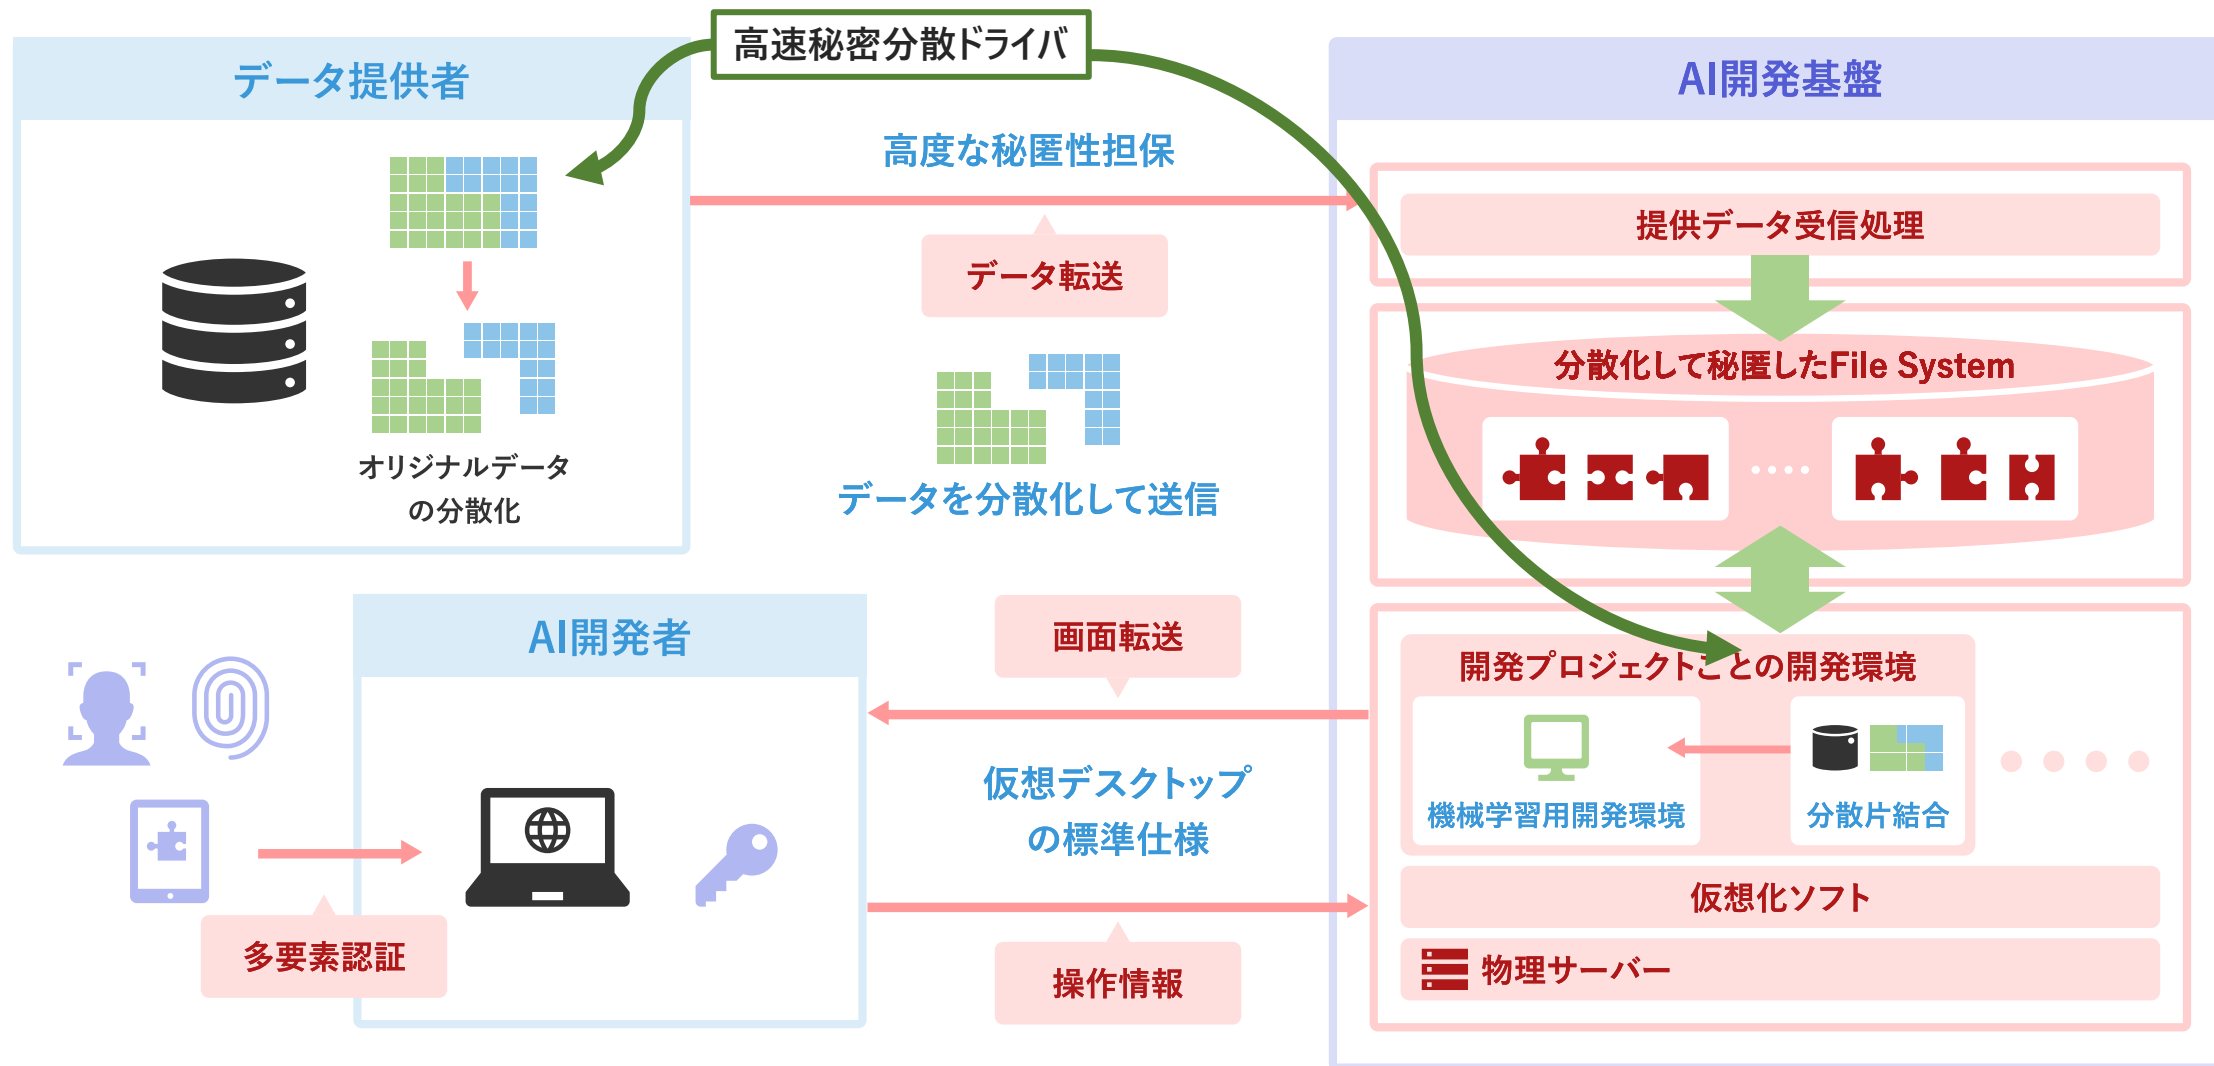 高速秘密分散ドライバ
データ提供者
オリジナルデータ
の分散化
高度な秘匿性担保
データ転送
データを分散化して送信
AI開発基盤
提供データ受信処理
分散化して秘匿したFile System
開発プロジェクトごとの開発環境
機械学習用開発環境
分散片結合
仮想化ソフト
物理サーバー
AI開発者
多要素認証
画面転送
仮想デスクトップ
の標準仕様
操作情報